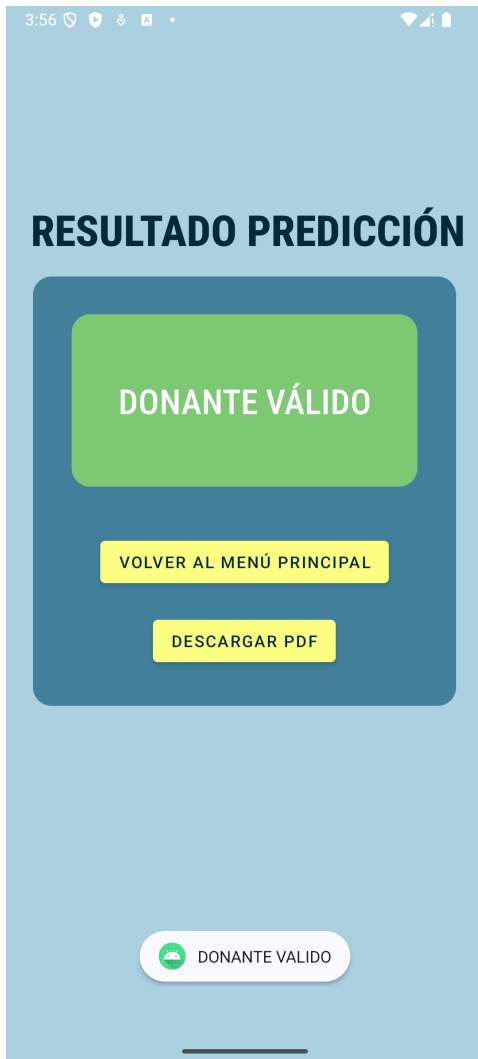 3:56
RESULTADO PREDICCIÓN
DONANTE VÁLIDO
VOLVER AL MENÚ PRINCIPAL
DESCARGAR PDF
DONANTE VALIDO